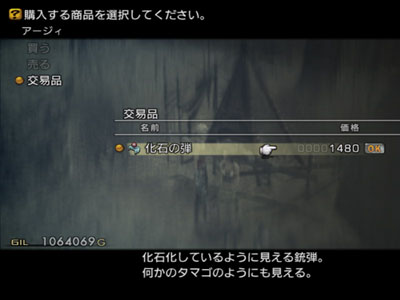 購入する商品を選択してください。
アージィ
買う
売る
交易品
交易品
名前 価格
化石の弾 00001480 OK
GIL 1064069G
化石化しているように見える銃弾。
何かのタマゴのようにも見える。